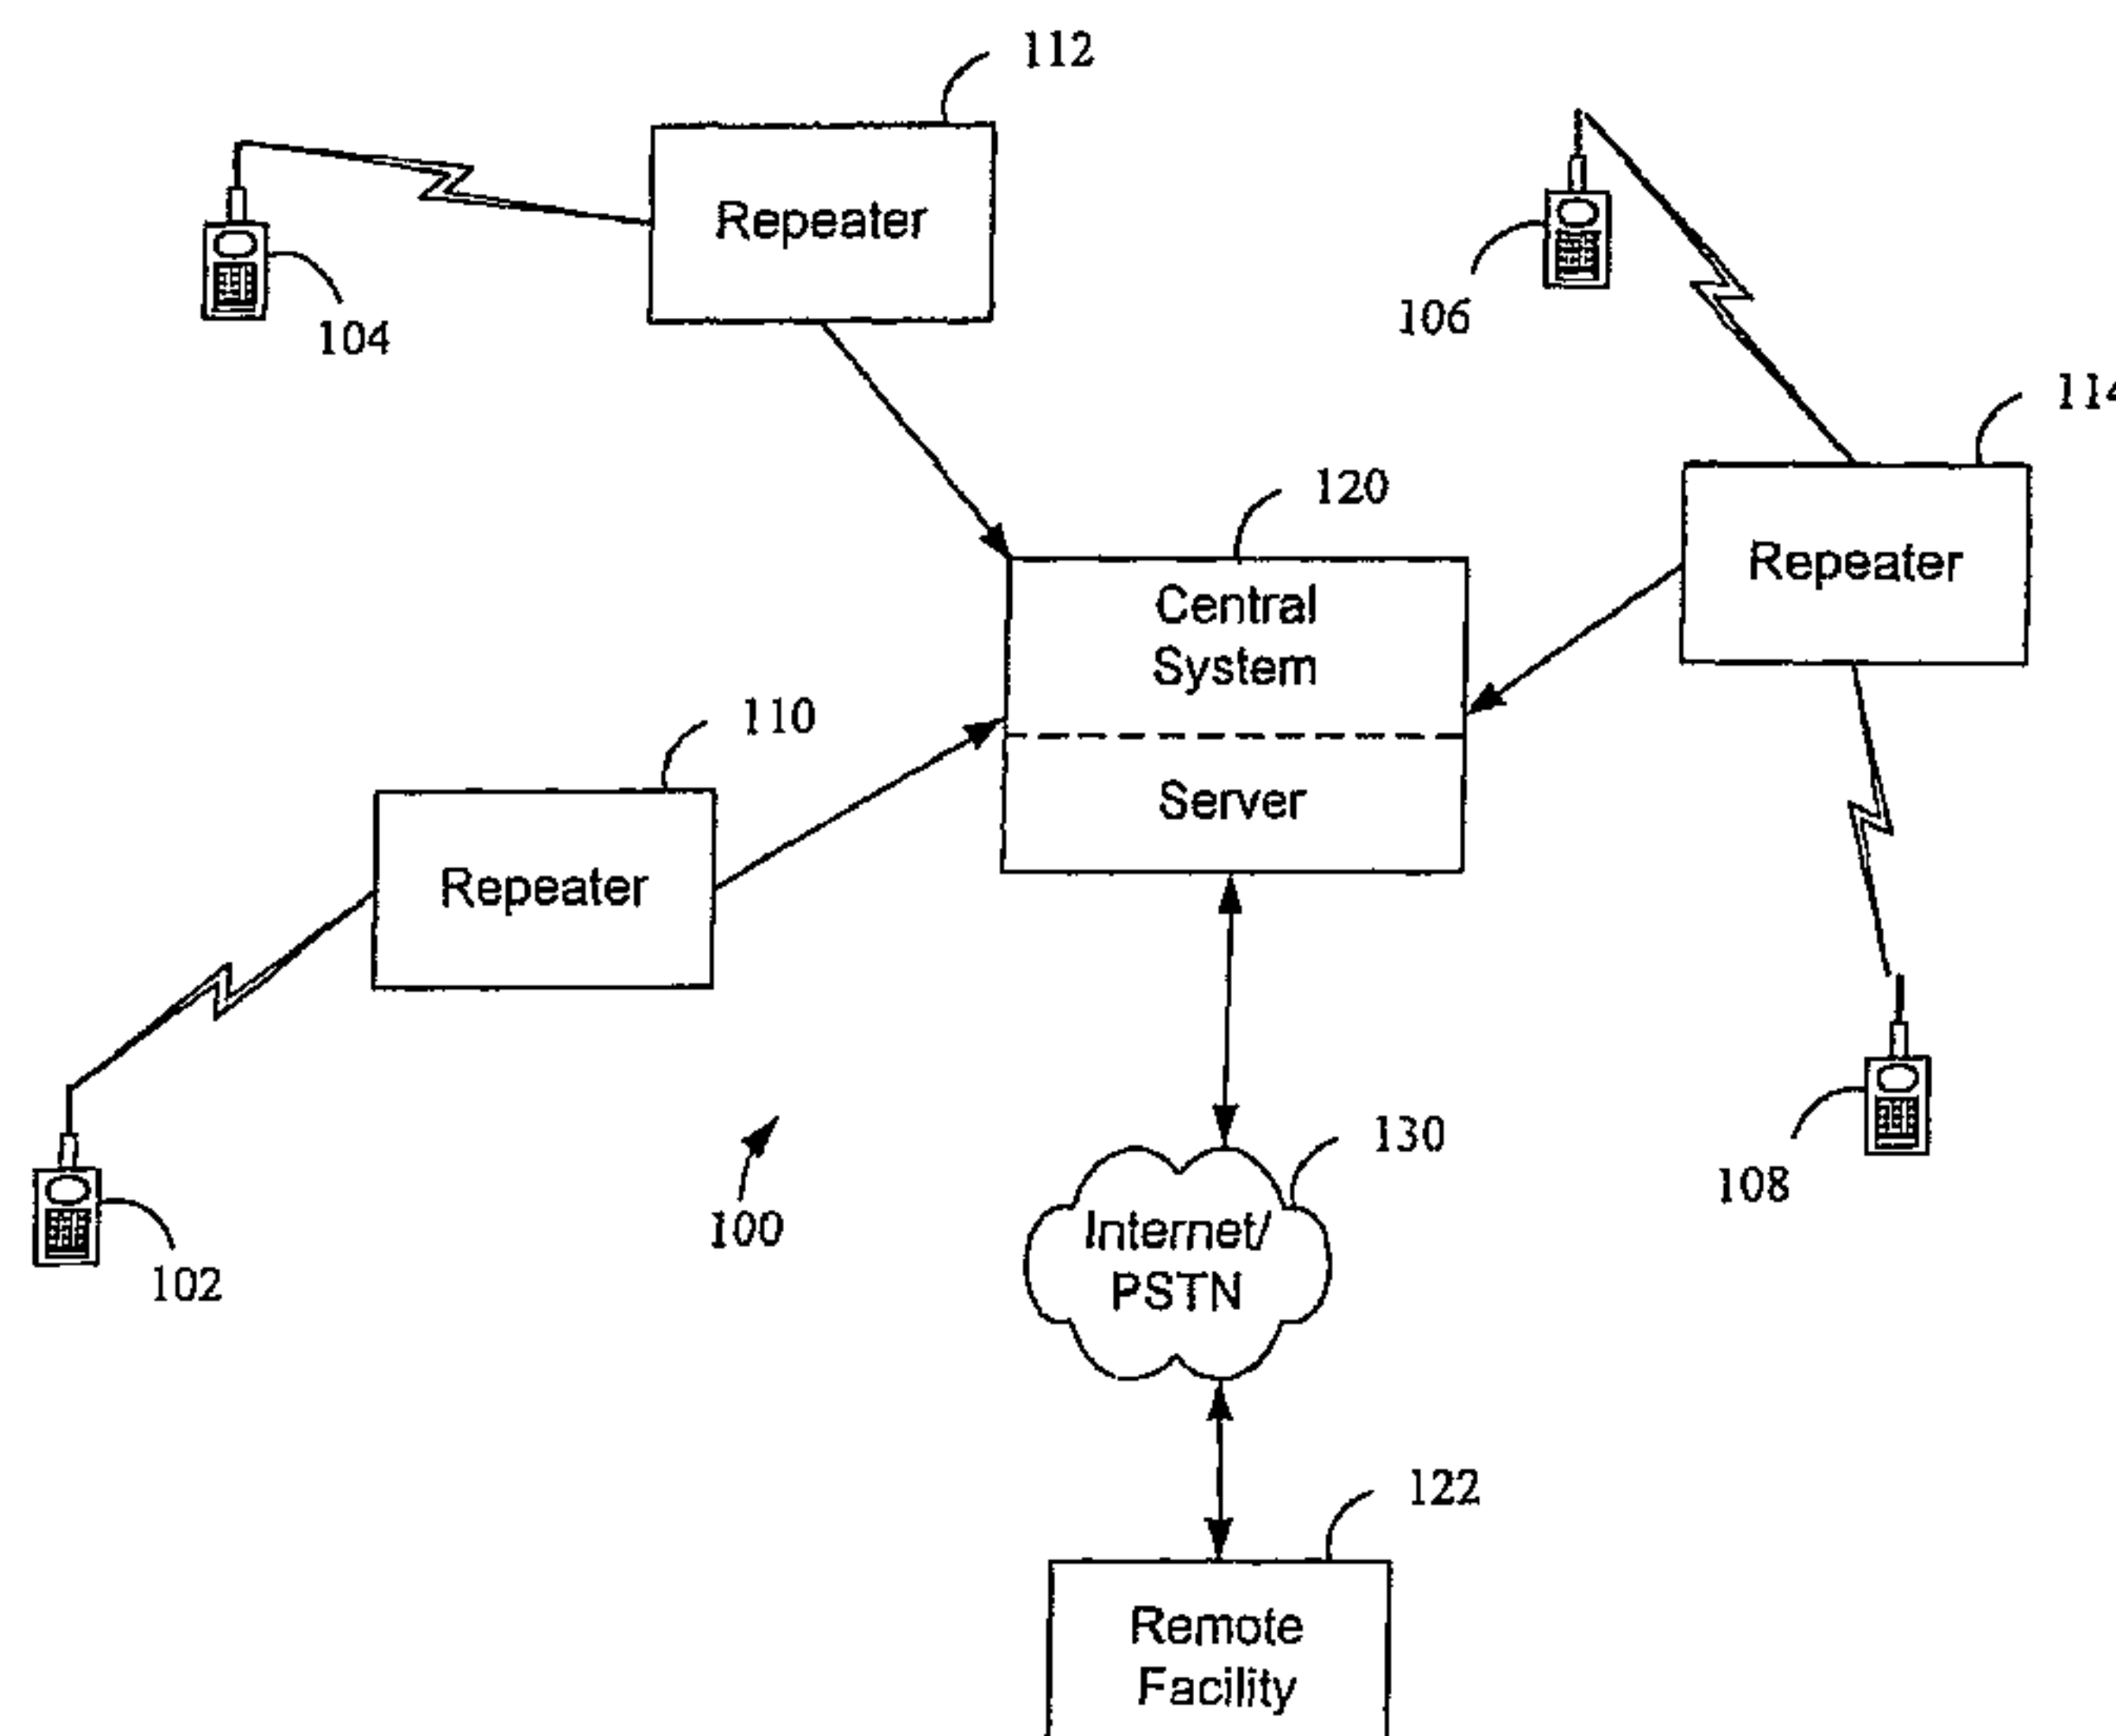 112
Repeater
104
106
114
Repeater
120
Central
System
Server
110
Repeater
102
100
108
130
Internet/
PSTN
122
Remote
Facility